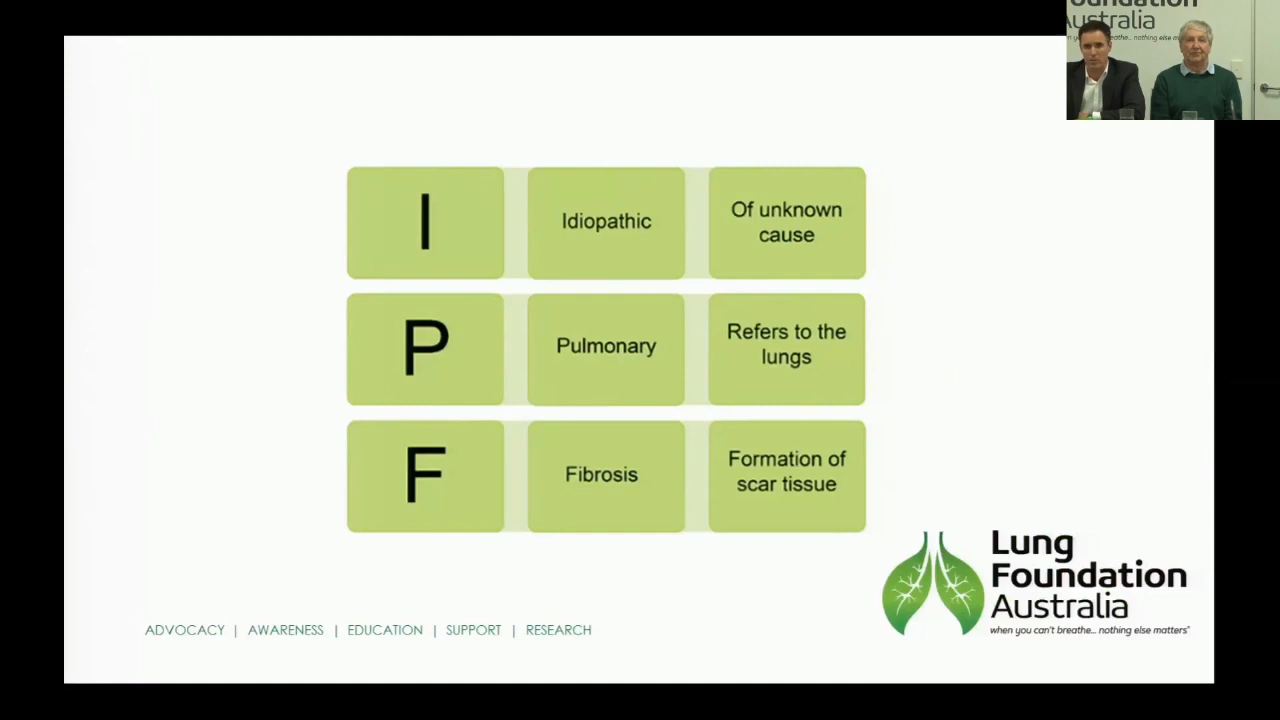 Foundation
Australia
I
Idiopathic
Of unknown
cause
P
Pulmonary
Refers to the
lungs
F
Fibrosis
Formation of
scar tissue
Lung
Foundation
Australia
when you can't breathe... nothing else matters®
ADVOCACY | AWARENESS | EDUCATION | SUPPORT | RESEARCH